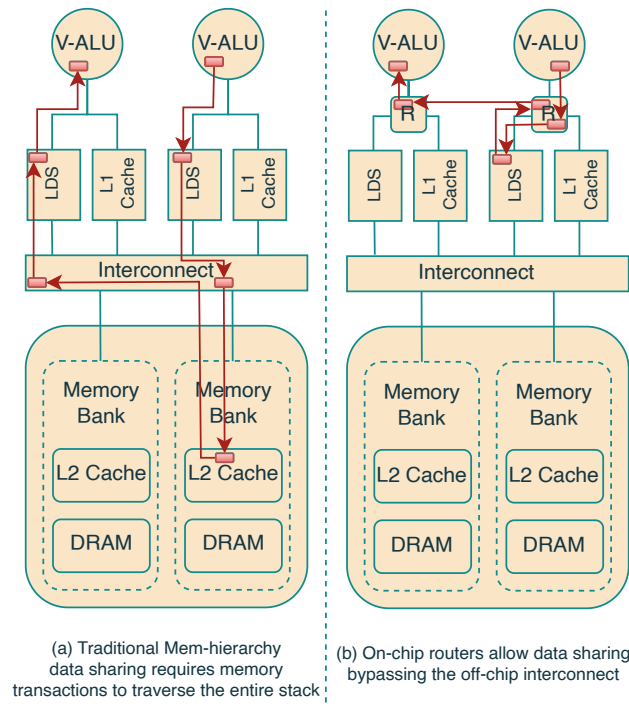 V-ALU
V-ALU
LDS
L1
Cache
LDS
L1
Cache
Interconnect
Memory
Bank
L2 Cache
DRAM
Memory
Bank
L2 Cache
DRAM
(a) Traditional Mem-hierarchy
data sharing requires memory
transactions to traverse the entire stack
V-ALU
V-ALU
R
R
LDS
L1
Cache
LDS
L1
Cache
Interconnect
Memory
Bank
L2 Cache
DRAM
Memory
Bank
L2 Cache
DRAM
(b) On-chip routers allow data sharing
bypassing the off-chip interconnect